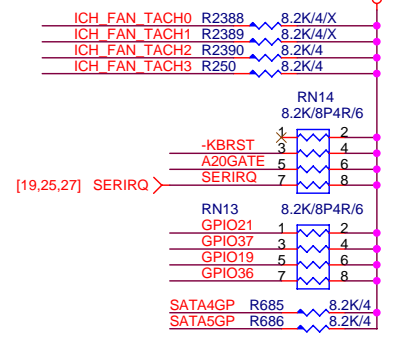 ICH_FAN_TACH0 R2388 8.2K/4/X
ICH_FAN_TACH1 R2389 8.2K/4/X
ICH_FAN_TACH2 R2390 8.2K/4
ICH_FAN_TACH3 R250 8.2K/4
RN14
8.2K/8P4R/6
1 2
-KBRST 3 4
A20GATE 5 6
[19,25,27] SERIRQ SERIRQ 7 8
RN13 8.2K/8P4R/6
GPIO21 1 2
GPIO37 3 4
GPIO19 5 6
GPIO36 7 8
SATA4GP R685 8.2K/4
SATA5GP R686 8.2K/4